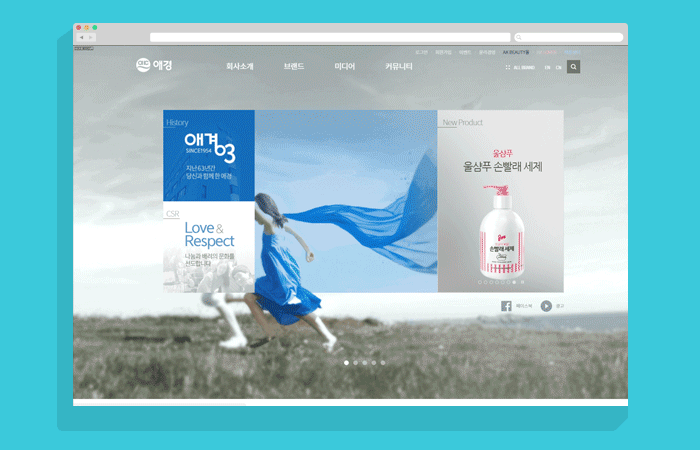 애경
회사소개 브랜드 미디어 커뮤니티
ALL BRAND EN CN
History
애경63
SINCE1954
지난 63년간
당신과 함께 한 애경
CSR
Love &
Respect
나눔과 배려의 문화를
선도합니다
New Product
울샴푸
울샴푸 손빨래 세제
손빨래 세제
페이스북
광고